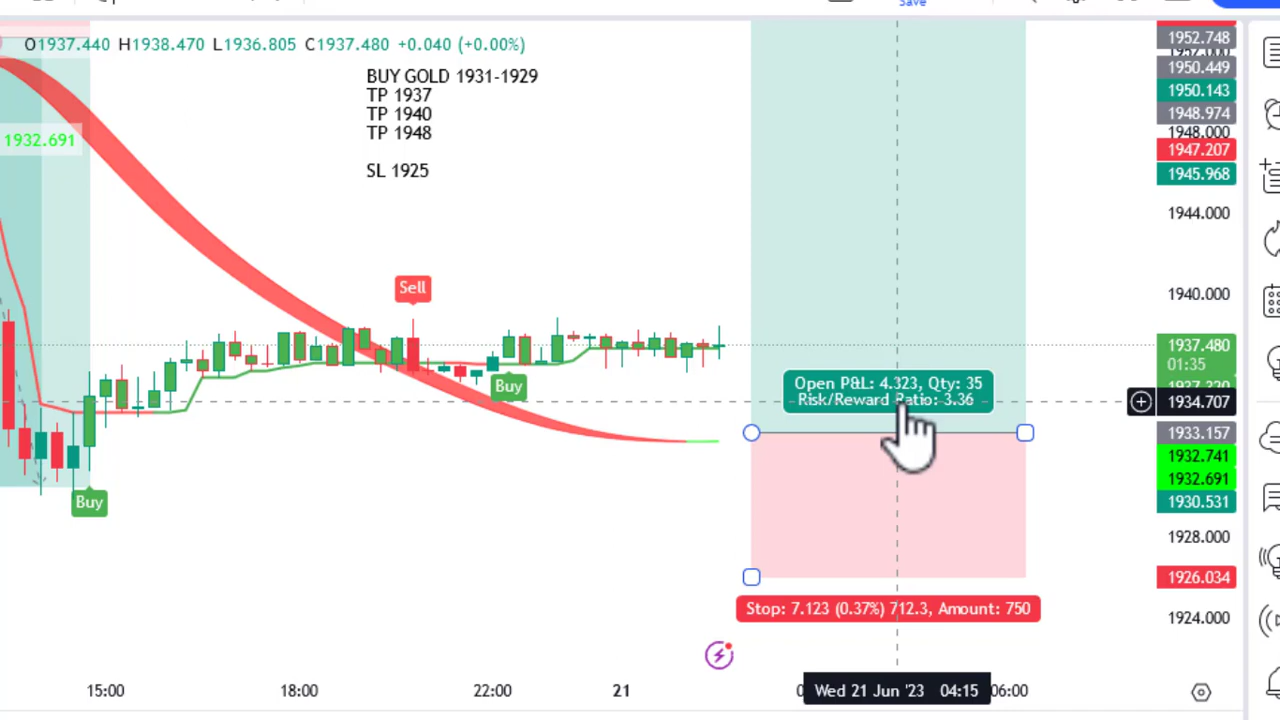 Save
O1937.440 H1938.470 L1936.805 C1937.480 +0.040 (+0.00%)
BUY GOLD 1931-1929
TP 1937
TP 1940
TP 1948
SL 1925
1932.691
Sell
Buy
Buy
Open P&L: 4.323, Qty: 35
Risk/Reward Ratio: 3.36
Stop: 7.123 (0.37%) 712.3, Amount: 750
1952.748
1952.000
1950.449
1950.143
1948.974
1948.000
1947.207
1945.968
1944.000
1940.000
1937.480
01:35
1934.707
1933.157
1932.741
1932.691
1930.531
1928.000
1926.034
1924.000
15:00
18:00
22:00
21
Wed 21 Jun '23 04:15
06:00